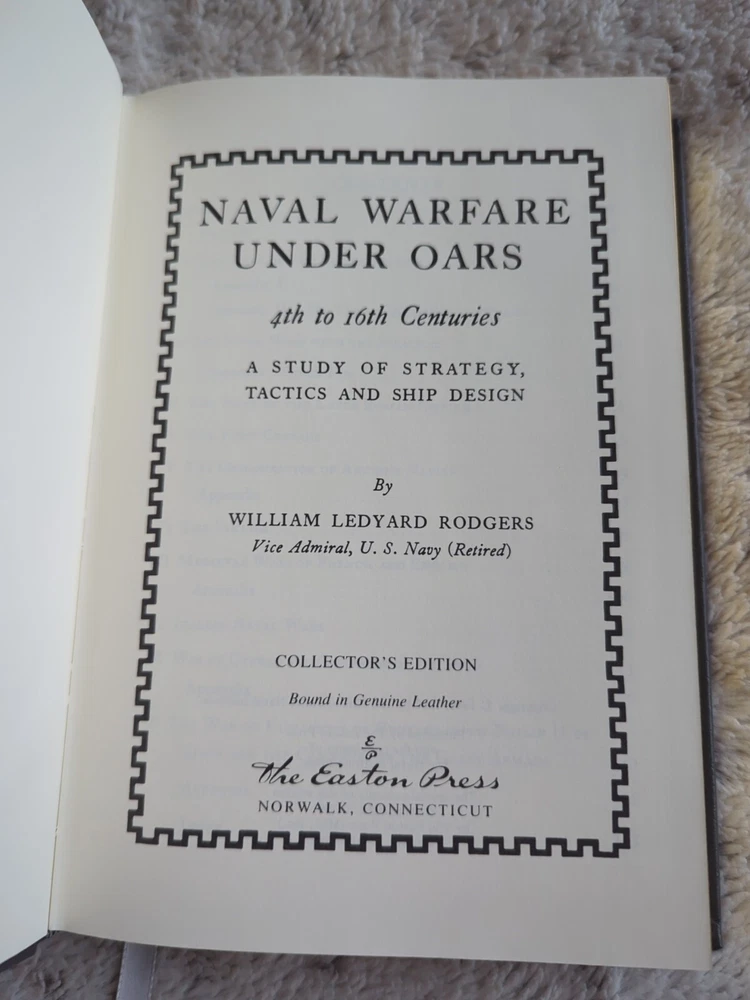 NAVAL WARFARE
UNDER OARS
4th to 16th Centuries
A STUDY OF STRATEGY,
TACTICS AND SHIP DESIGN
By
WILLIAM LEDYARD RODGERS
Vice Admiral, U. S. Navy (Retired)
COLLECTOR'S EDITION
Bound in Genuine Leather
E
P
The Easton Press
NORWALK, CONNECTICUT